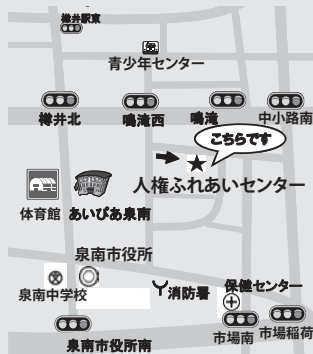 樽井駅東
青少年センター
樽井北
鳴滝西
鳴滝
中小路南
こちらです
人権ふれあいセンター
体育館
あいぴあ泉南
泉南市役所
泉南中学校
消防署
保健センター
泉南市役所南
市場南
市場稲荷